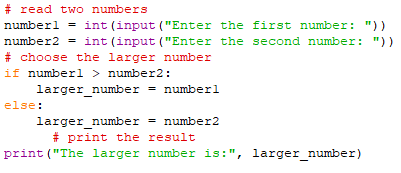 # read two numbers
number1 = int(input("Enter the first number: "))
number2 = int(input("Enter the second number: "))
# choose the larger number
if number1 > number2:
    larger_number = number1
else:
    larger_number = number2
      # print the result
print("The larger number is:", larger_number)